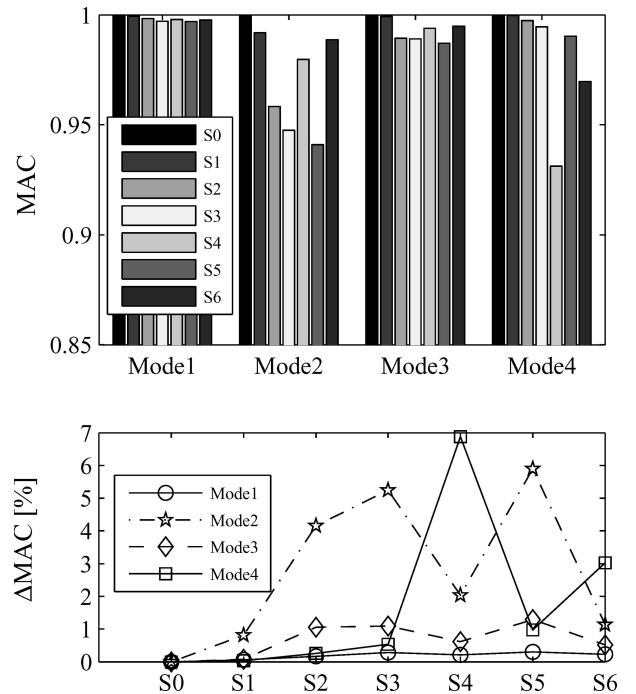 MAC
1
0.95
0.9
0.85
S0
S1
S2
S3
S4
S5
S6
Mode1 Mode2 Mode3 Mode4
ΔMAC [%]
7
6
5
4
3
2
1
0
Mode1
Mode2
Mode3
Mode4
S0 S1 S2 S3 S4 S5 S6